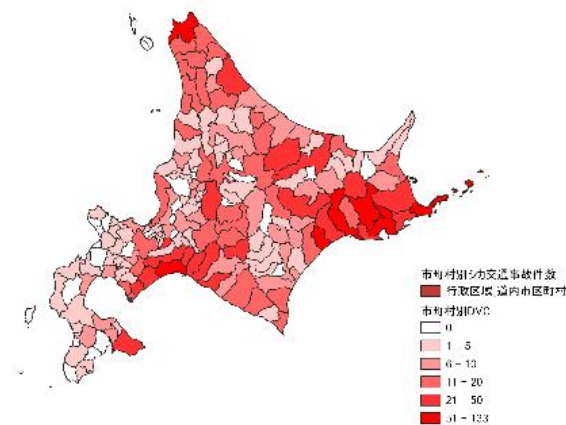 市町村別シカ交通事故件数
行政区域 道内市区町村
市町村別DVC
0
1 - 5
6 - 10
11 - 20
21 - 50
51 - 133